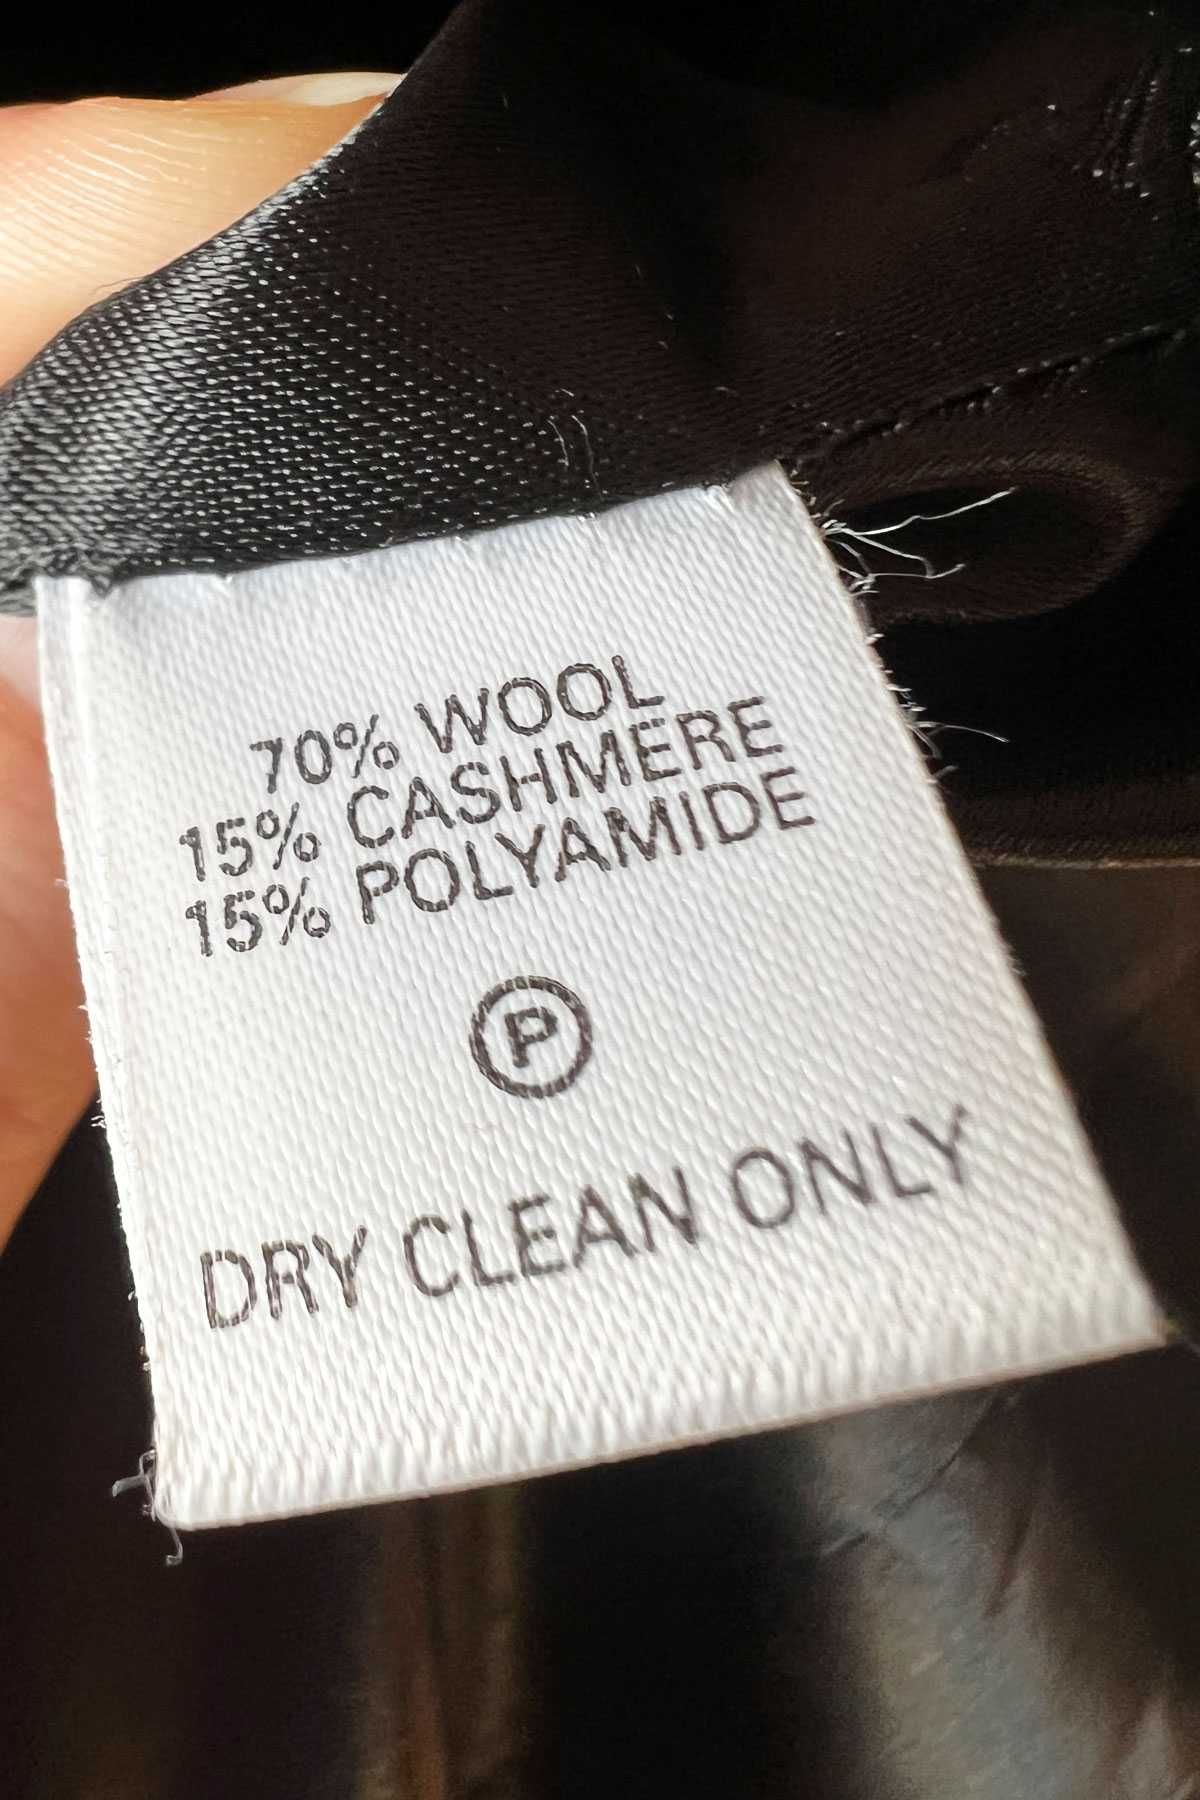 70% WOOL
15% CASHMERE
15% POLYAMIDE
P
DRY CLEAN ONLY